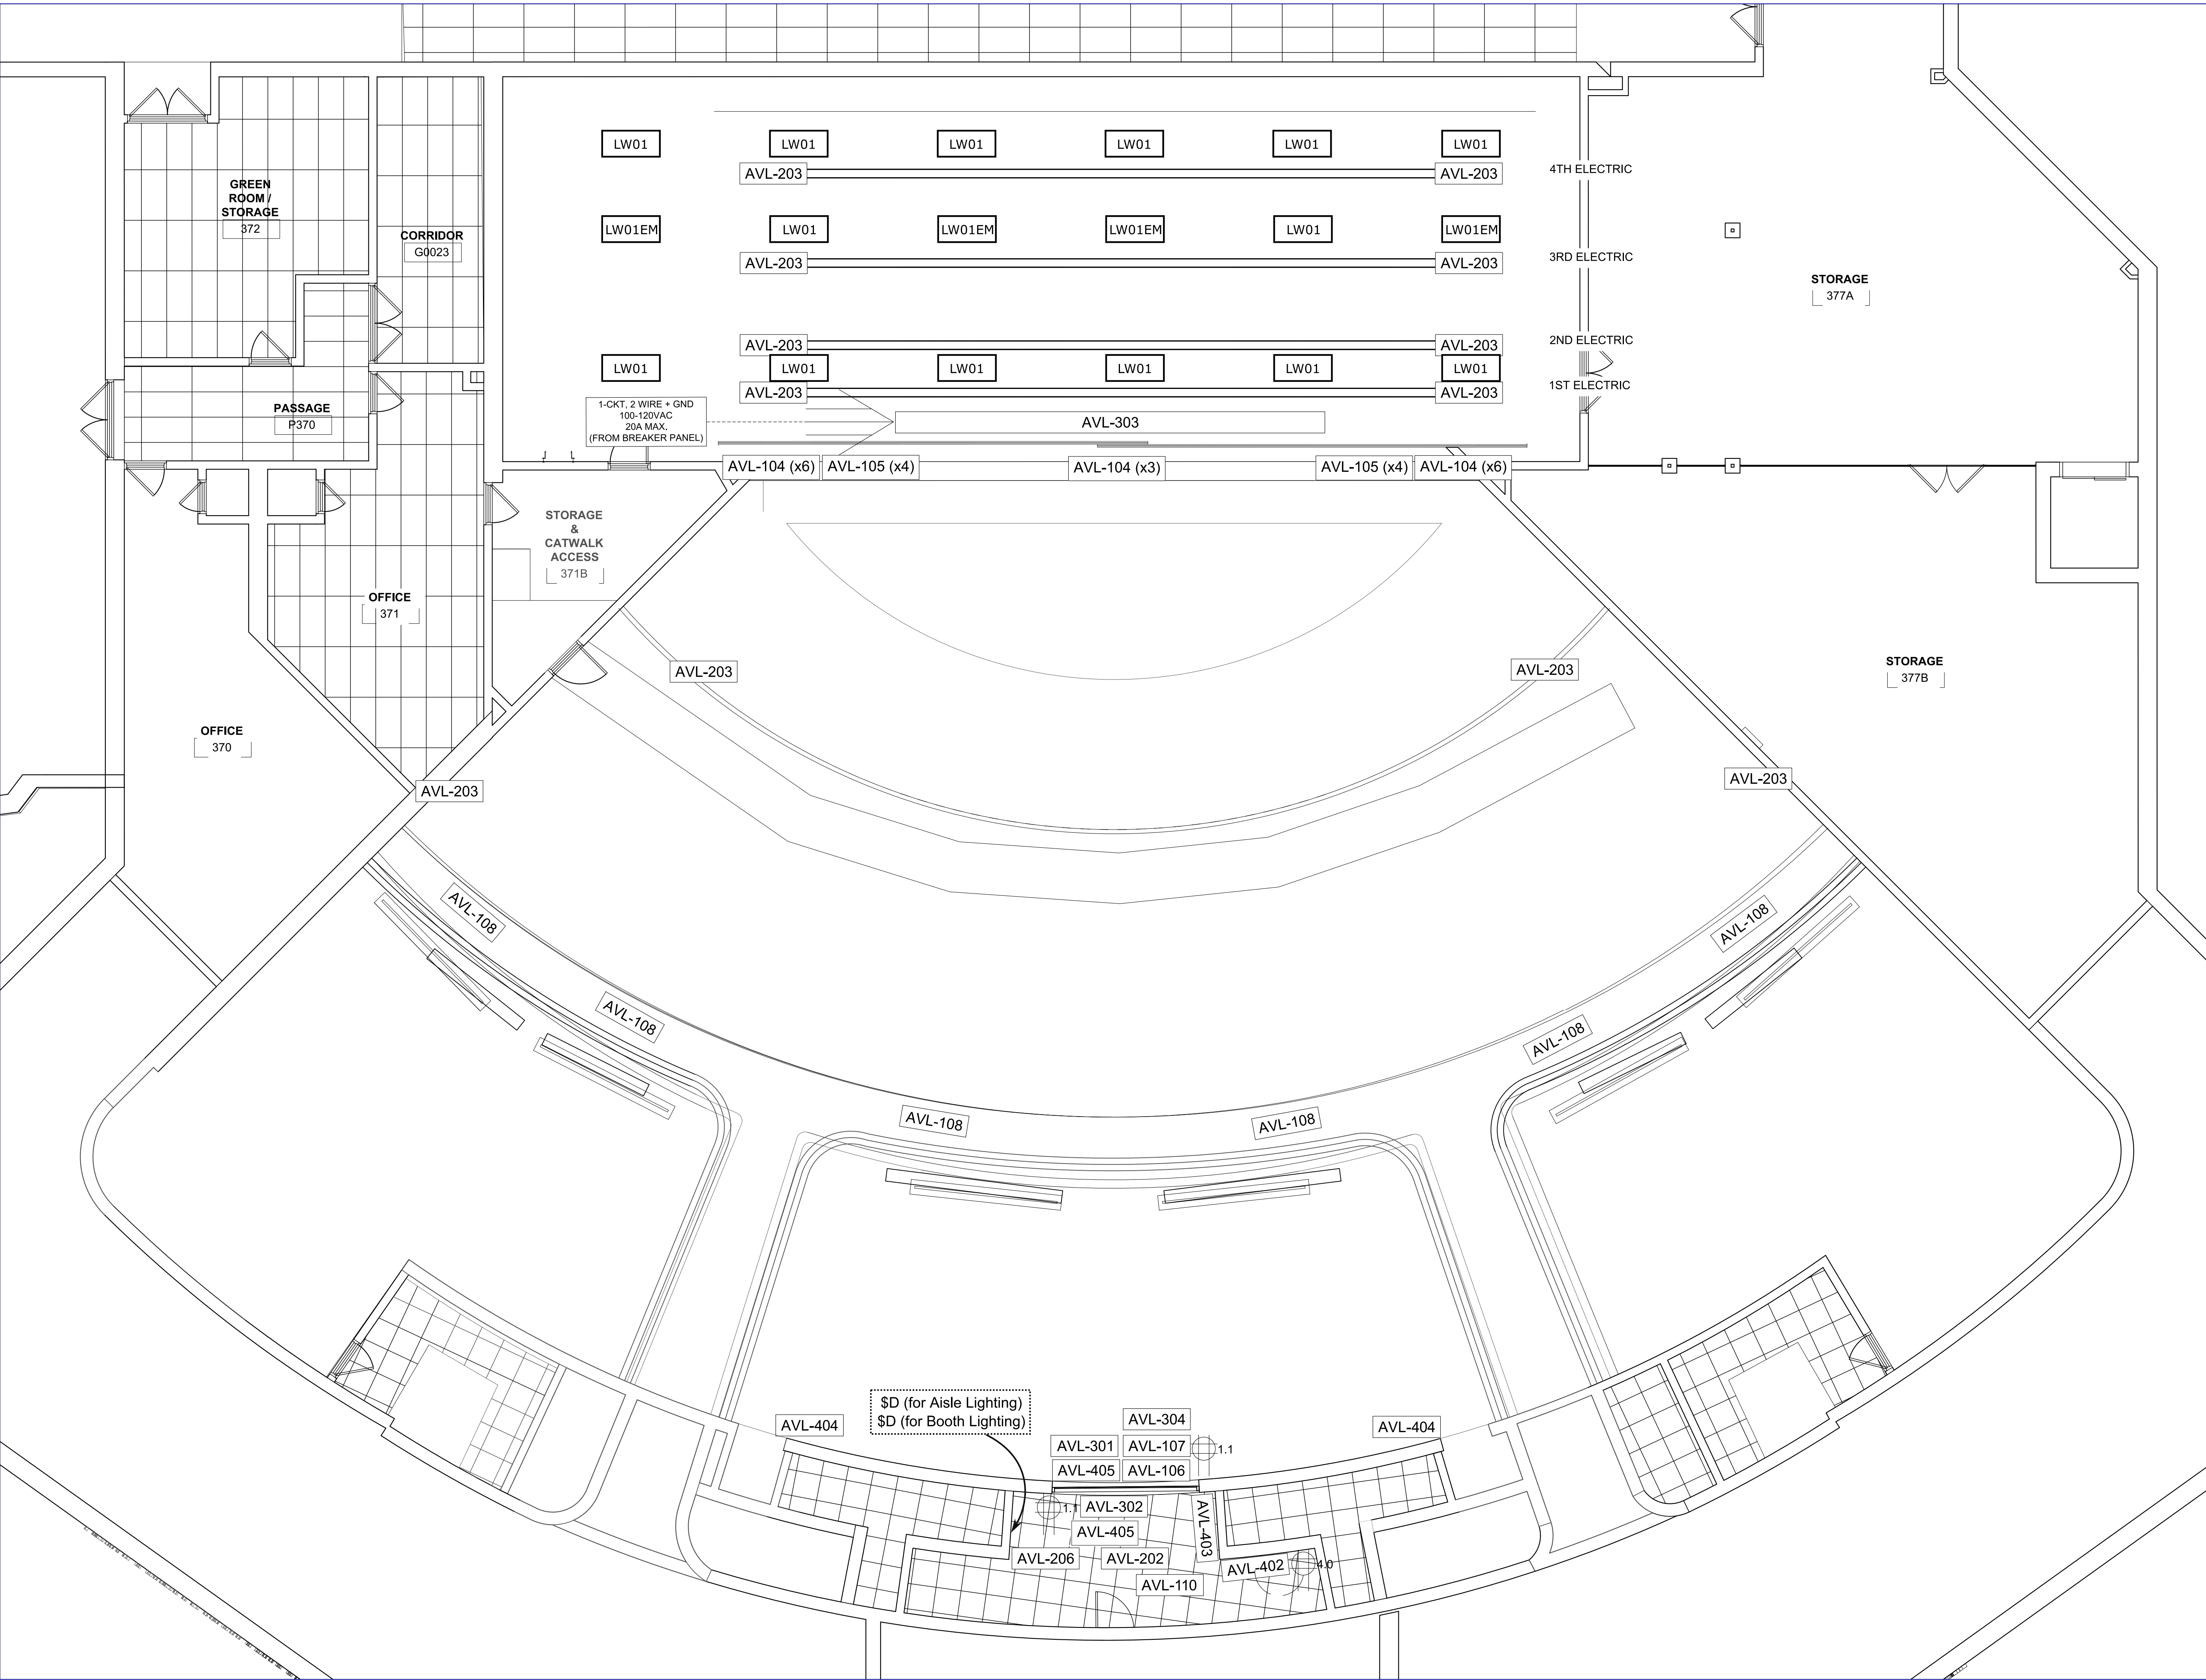 LW01 LW01 LW01 LW01 LW01 LW01
AVL-203 AVL-203 4TH ELECTRIC
GREEN
ROOM /
STORAGE
372
CORRIDOR
G0023
LW01EM LW01 LW01EM LW01EM LW01 LW01EM
AVL-203 AVL-203 3RD ELECTRIC
STORAGE
377A
AVL-203 AVL-203 2ND ELECTRIC
LW01 LW01 LW01 LW01 LW01 LW01
AVL-203 AVL-203 1ST ELECTRIC
PASSAGE
P370
1-CKT, 2 WIRE + GND
100-120VAC
20A MAX.
(FROM BREAKER PANEL)
AVL-303
AVL-104 (x6) AVL-105 (x4) AVL-104 (x3) AVL-105 (x4) AVL-104 (x6)
STORAGE
&
CATWALK
ACCESS
371B
OFFICE
371
AVL-203 AVL-203
STORAGE
377B
OFFICE
370
AVL-203 AVL-203
AVL-108 AVL-108
AVL-108 AVL-108
AVL-108 AVL-108
$D (for Aisle Lighting)
$D (for Booth Lighting)
AVL-404 AVL-304 AVL-404
AVL-301 AVL-107 1.1
AVL-405 AVL-106
1.1 AVL-302
AVL-403
AVL-405
AVL-206 AVL-202 AVL-402 4.0
AVL-110